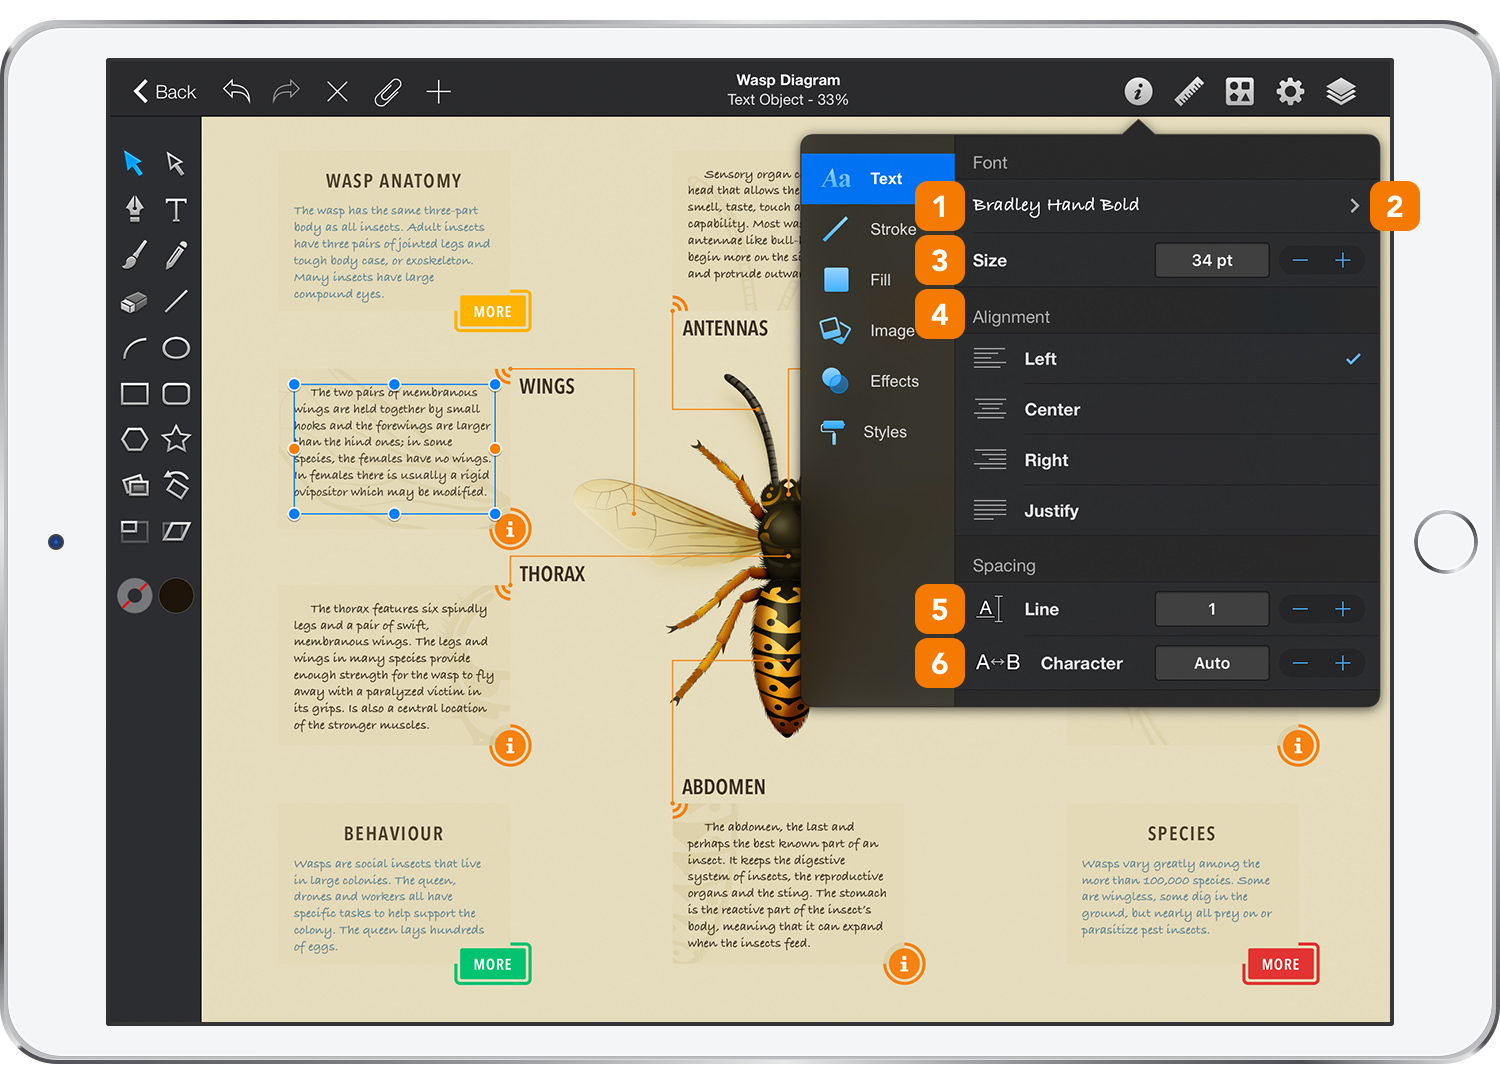 Back
Wasp Diagram
Text Object - 33%
WASP ANATOMY
The wasp has the same three-part
body as all insects. Adult insects
have three pairs of jointed legs and
tough body case, or exoskeleton.
Many insects have large
compound eyes.
MORE
Sensory organ
head that allows the
smell, taste, touch
capability. Most
antennae like bull-
begin more on the
and protrude
ANTENNAS
WINGS
The two pairs of membranous
wings are held together by small
hooks and the forewings are larger
than the hind ones; in some
species, the females have no wings.
In females there is usually a rigid
ovipositor which may be modified.
i
THORAX
The thorax features six spindly
legs and a pair of swift,
membranous wings. The legs and
wings in many species provide
enough strength for the wasp to fly
away with a paralyzed victim in
its grips. Is also a central location
of the stronger muscles.
i
ABDOMEN
The abdomen, the last and
perhaps the best known part of an
insect. It keeps the digestive
system of insects, the reproductive
organs and the sting. The stomach
is the reactive part of the insect's
body, meaning that it can expand
when the insects feed.
i
BEHAVIOUR
Wasps are social insects that live
in large colonies. The queen,
drones and workers all have
specific tasks to help support the
colony. The queen lays hundreds
of eggs.
MORE
SPECIES
Wasps vary greatly among the
more than 100,000 species. Some
are wingless, some dig in the
ground, but nearly all prey on or
parasitize pest insects.
MORE
i
i
T
Aa Text
Stroke
Fill
Image
Effects
Styles
Font
1 Bradley Hand Bold 2
3 Size 34 pt − +
4 Alignment
Left
Center
Right
Justify
Spacing
5 A Line 1 − +
6 A↔B Character Auto − +